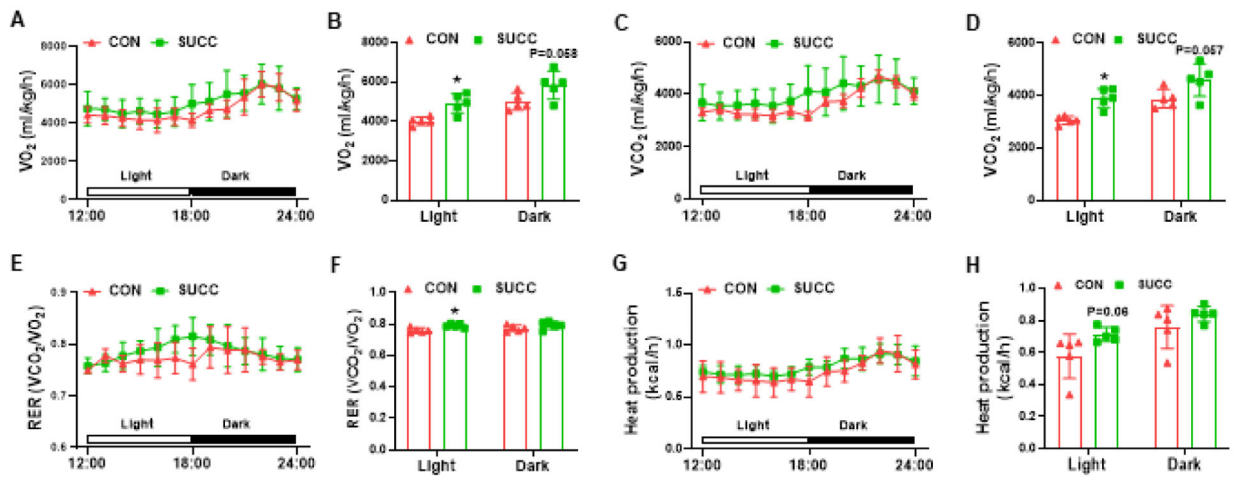 A
CON SUCC
VO2 (ml/kg/h)
8000
6000
4000
2000
0
Light Dark
12:00 18:00 24:00
B
CON SUCC
VO2 (ml/kg/h)
8000
6000
4000
2000
0
*
P=0.058
Light Dark
C
CON SUCC
VCO2 (ml/kg/h)
6000
4000
2000
0
Light Dark
12:00 18:00 24:00
D
CON SUCC
VCO2 (ml/kg/h)
6000
4000
2000
0
*
P=0.057
Light Dark
E
CON SUCC
RER (VCO2/VO2)
0.9
0.8
0.7
0.6
Light Dark
12:00 18:00 24:00
F
CON SUCC
RER (VCO2/VO2)
1.0
0.8
0.6
0.4
0.2
0.0
*
Light Dark
G
CON SUCC
Heat production
(kcal/h)
1.5
1.0
0.5
0.0
Light Dark
12:00 18:00 24:00
H
CON SUCC
Heat production
(kcal/h)
1.0
0.8
0.6
0.4
0.2
0.0
P=0.06
Light Dark